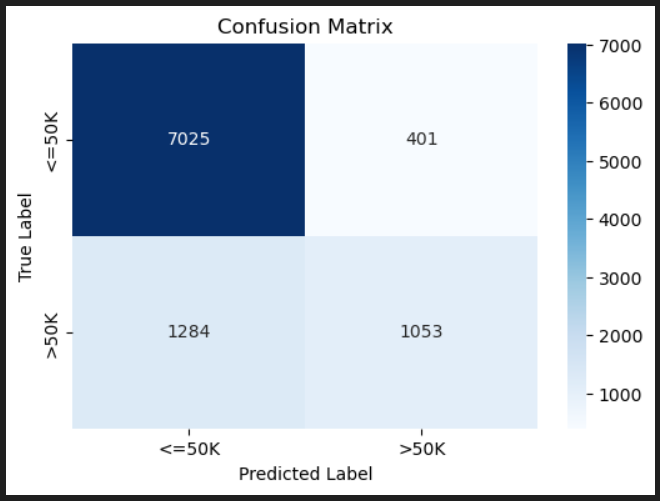 Confusion Matrix
True Label
<=50K
7025
401
>50K
1284
1053
<=50K
>50K
Predicted Label
7000
6000
5000
4000
3000
2000
1000